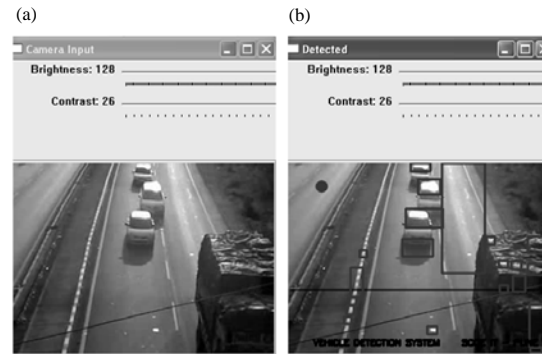 (a)
(b)
Camera Input
Detected
Brightness: 128
Brightness: 128
Contrast: 26
Contrast: 26
VEHICLE DETECTION SYSTEM